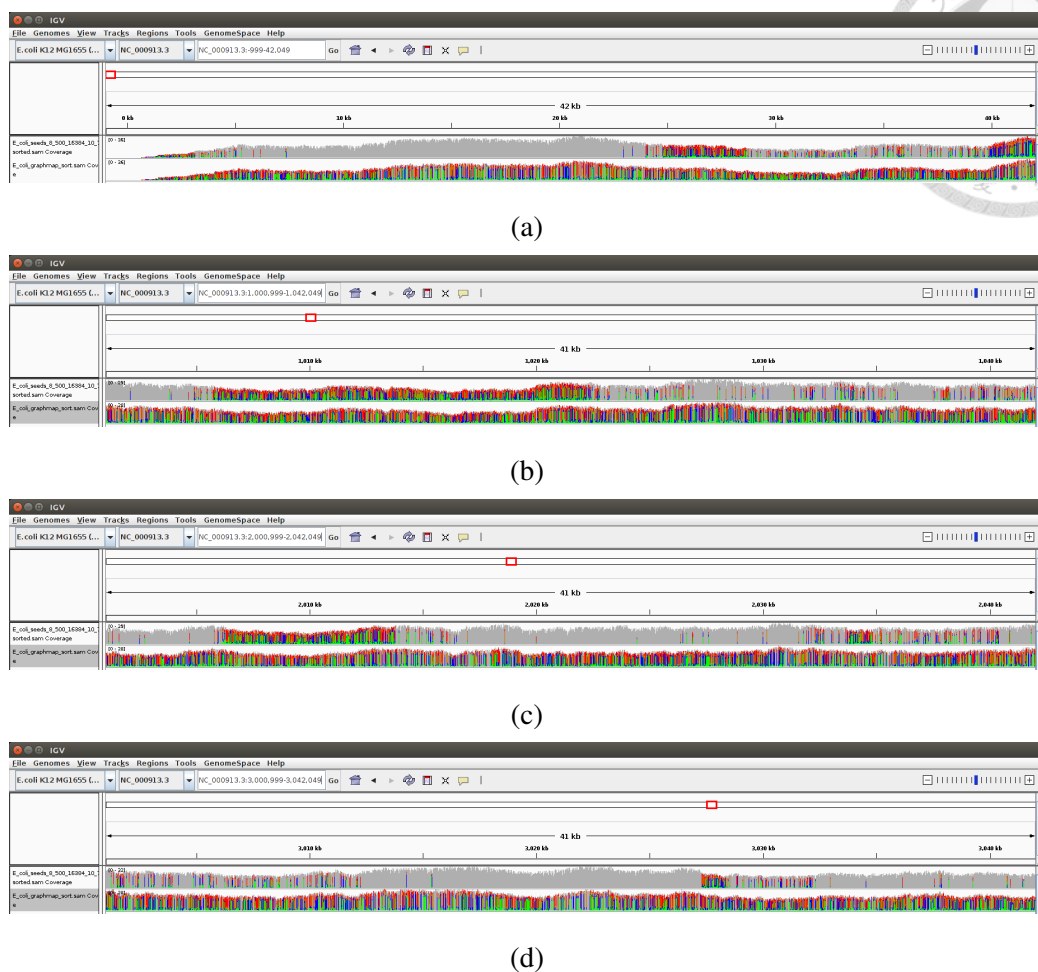 IGV
File Genomes View Tracks Regions Tools GenomeSpace Help
E.coli K12 MG1655 (... NC_000913.3 NC_000913.3:-999-42,049 Go
42 kb
0 kb 10 kb 20 kb 30 kb 40 kb
E_coli_seeds_8_500_16384_10_ [0 - 26]
sorted.sam Coverage
E_coli_graphmap_sort.sam Cov [0 - 26]
e
(a)
IGV
File Genomes View Tracks Regions Tools GenomeSpace Help
E.coli K12 MG1655 (... NC_000913.3 NC_000913.3:1,000,999-1,042,049 Go
41 kb
1,010 kb 1,020 kb 1,030 kb 1,040 kb
E_coli_seeds_8_500_16384_10_
sorted.sam Coverage
E_coli_graphmap_sort.sam Cov
e
(b)
IGV
File Genomes View Tracks Regions Tools GenomeSpace Help
E.coli K12 MG1655 (... NC_000913.3 NC_000913.3:2,000,999-2,042,049 Go
41 kb
2,010 kb 2,020 kb 2,030 kb 2,040 kb
E_coli_seeds_8_500_16384_10_
sorted.sam Coverage
E_coli_graphmap_sort.sam Cov
e
(c)
IGV
File Genomes View Tracks Regions Tools GenomeSpace Help
E.coli K12 MG1655 (... NC_000913.3 NC_000913.3:3,000,999-3,042,049 Go
41 kb
3,010 kb 3,020 kb 3,030 kb 3,040 kb
E_coli_seeds_8_500_16384_10_
sorted.sam Coverage
E_coli_graphmap_sort.sam Cov
e
(d)